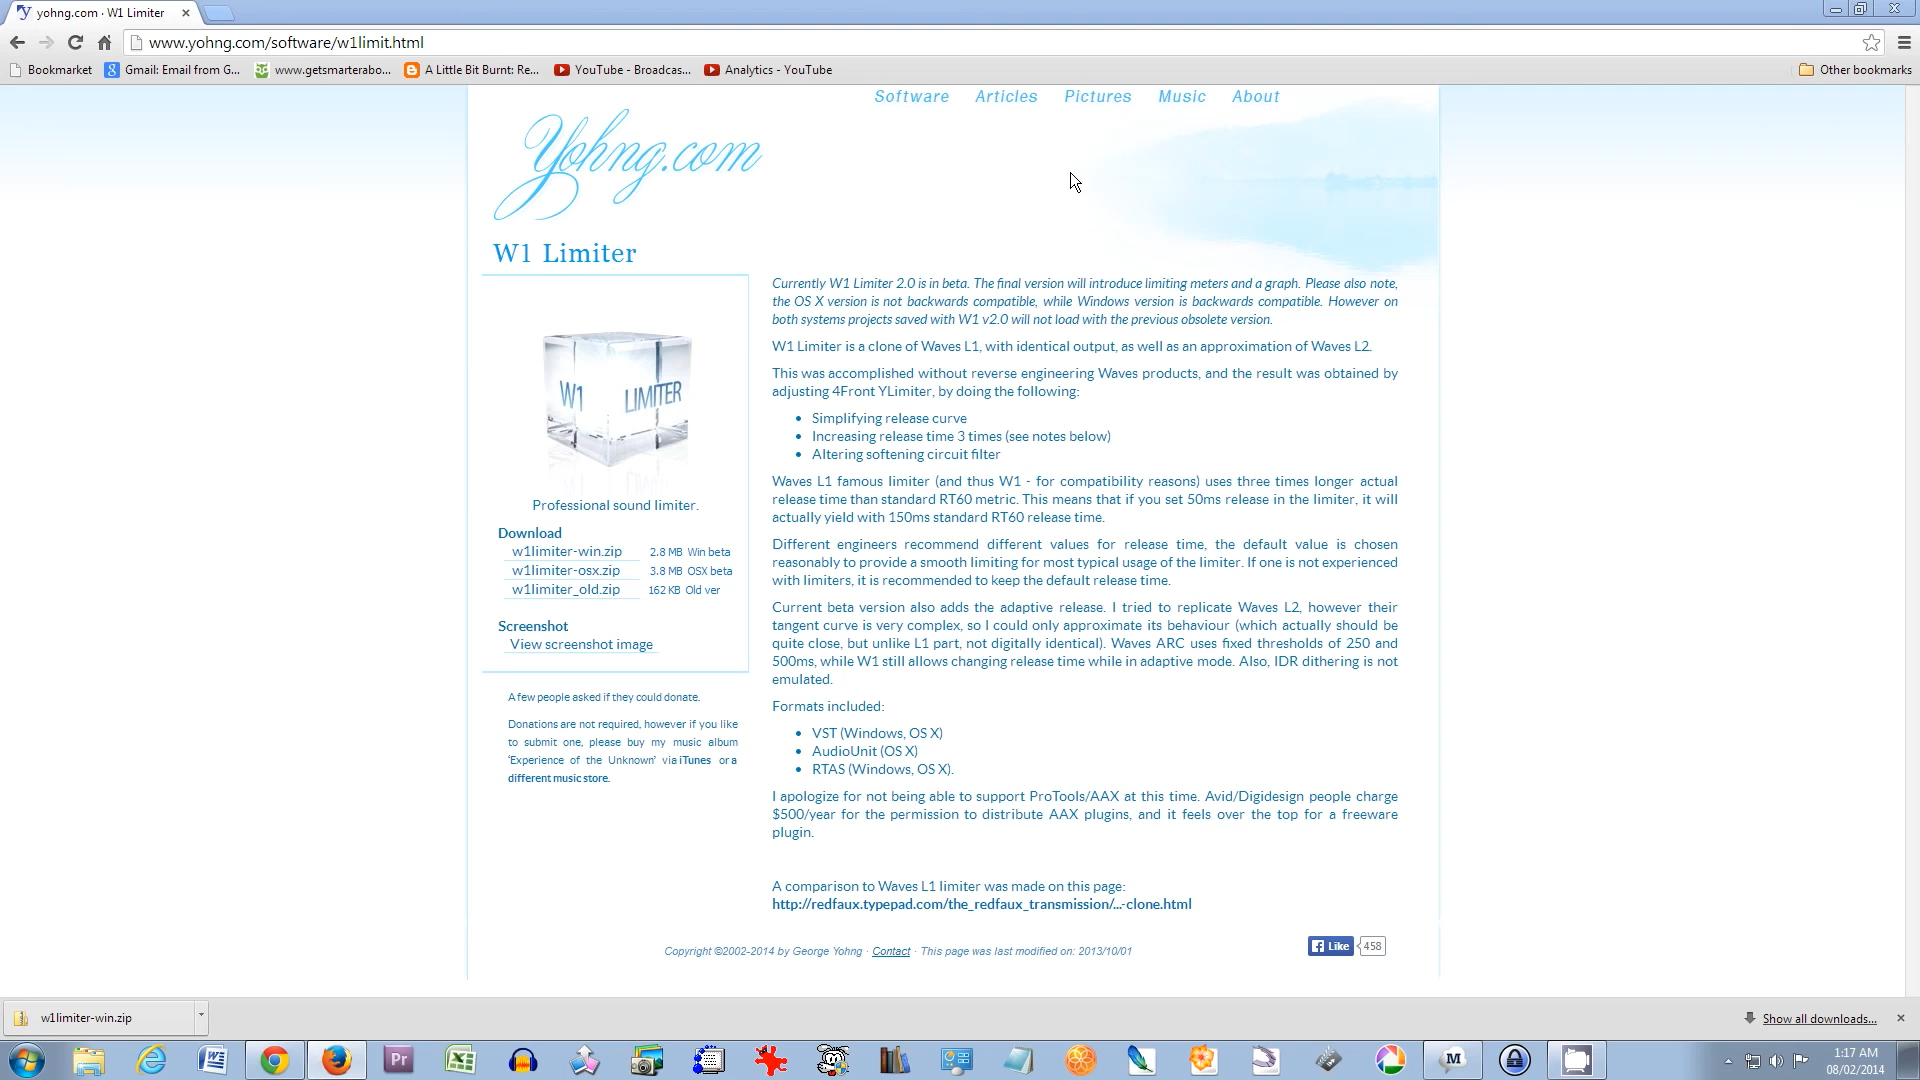 yohng.com · W1 Limiter
www.yohng.com/software/w1limit.html
Bookmarket
Gmail: Email from G...
www.getsmarterabo...
A Little Bit Burnt: Re...
YouTube - Broadcas...
Analytics - YouTube
Other bookmarks
Software Articles Pictures Music About
Yohng.com
W1 Limiter
W1 LIMITER
Professional sound limiter.
Download
w1limiter-win.zip 2.8 MB Win beta
w1limiter-osx.zip 3.8 MB OSX beta
w1limiter_old.zip 162 KB Old ver
Screenshot
View screenshot image
A few people asked if they could donate.
Donations are not required, however if you like
to submit one, please buy my music album
'Experience of the Unknown' via iTunes or a
different music store.
Currently W1 Limiter 2.0 is in beta. The final version will introduce limiting meters and a graph. Please also note,
the OS X version is not backwards compatible, while Windows version is backwards compatible. However on
both systems projects saved with W1 v2.0 will not load with the previous obsolete version.
W1 Limiter is a clone of Waves L1, with identical output, as well as an approximation of Waves L2.
This was accomplished without reverse engineering Waves products, and the result was obtained by
adjusting 4Front YLimiter, by doing the following:
• Simplifying release curve
• Increasing release time 3 times (see notes below)
• Altering softening circuit filter
Waves L1 famous limiter (and thus W1 - for compatibility reasons) uses three times longer actual
release time than standard RT60 metric. This means that if you set 50ms release in the limiter, it will
actually yield with 150ms standard RT60 release time.
Different engineers recommend different values for release time, the default value is chosen
reasonably to provide a smooth limiting for most typical usage of the limiter. If one is not experienced
with limiters, it is recommended to keep the default release time.
Current beta version also adds the adaptive release. I tried to replicate Waves L2, however their
tangent curve is very complex, so I could only approximate its behaviour (which actually should be
quite close, but unlike L1 part, not digitally identical). Waves ARC uses fixed thresholds of 250 and
500ms, while W1 still allows changing release time while in adaptive mode. Also, IDR dithering is not
emulated.
Formats included:
• VST (Windows, OS X)
• AudioUnit (OS X)
• RTAS (Windows, OS X).
I apologize for not being able to support ProTools/AAX at this time. Avid/Digidesign people charge
$500/year for the permission to distribute AAX plugins, and it feels over the top for a freeware
plugin.
A comparison to Waves L1 limiter was made on this page:
http://redfaux.typepad.com/the_redfaux_transmission/...-clone.html
Copyright ©2002-2014 by George Yohng · Contact · This page was last modified on: 2013/10/01
Like 458
w1limiter-win.zip
Show all downloads...
Pr
M
1:17 AM
08/02/2014